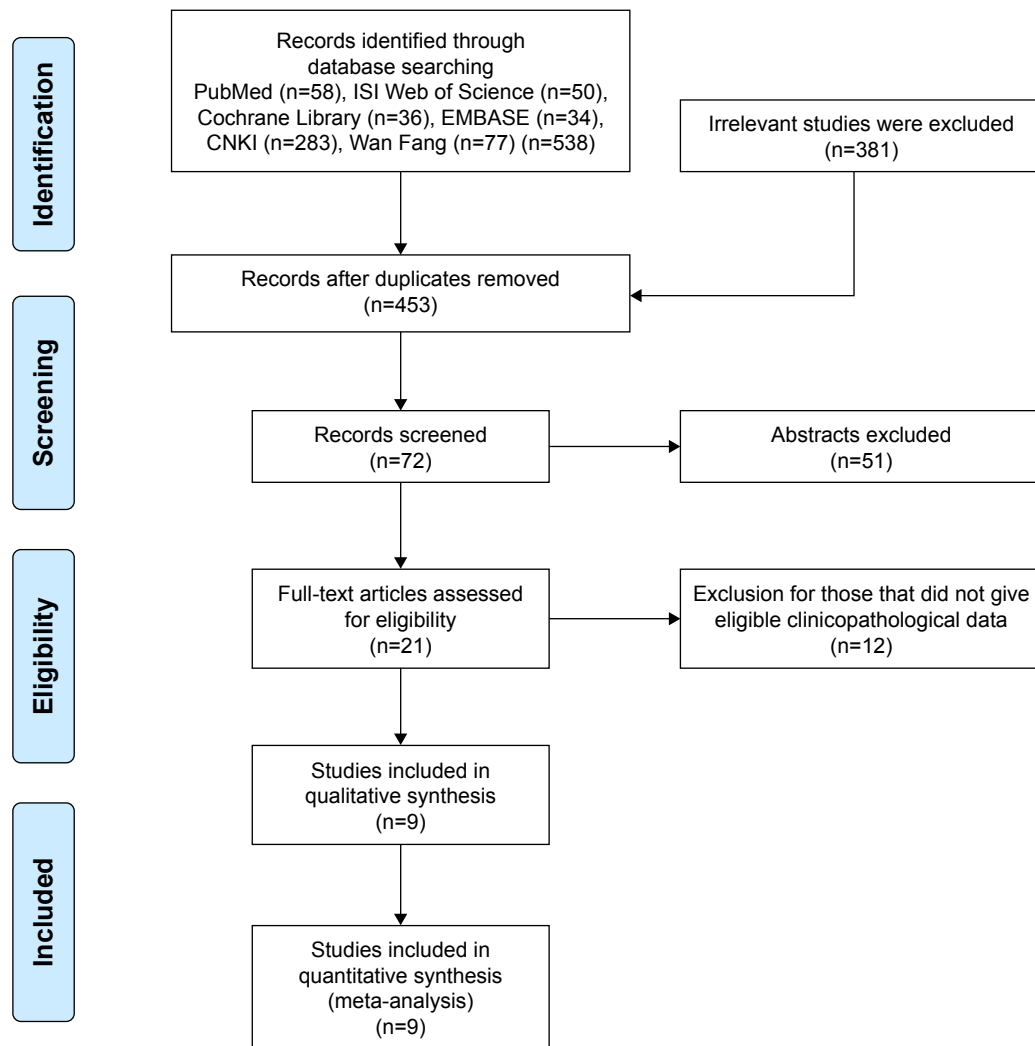 Identification
Records identified through
database searching
PubMed (n=58), ISI Web of Science (n=50),
Cochrane Library (n=36), EMBASE (n=34),
CNKI (n=283), Wan Fang (n=77) (n=538)
Irrelevant studies were excluded
(n=381)
Records after duplicates removed
(n=453)
Screening
Records screened
(n=72)
Abstracts excluded
(n=51)
Eligibility
Full-text articles assessed
for eligibility
(n=21)
Exclusion for those that did not give
eligible clinicopathological data
(n=12)
Studies included in
qualitative synthesis
(n=9)
Included
Studies included in
quantitative synthesis
(meta-analysis)
(n=9)